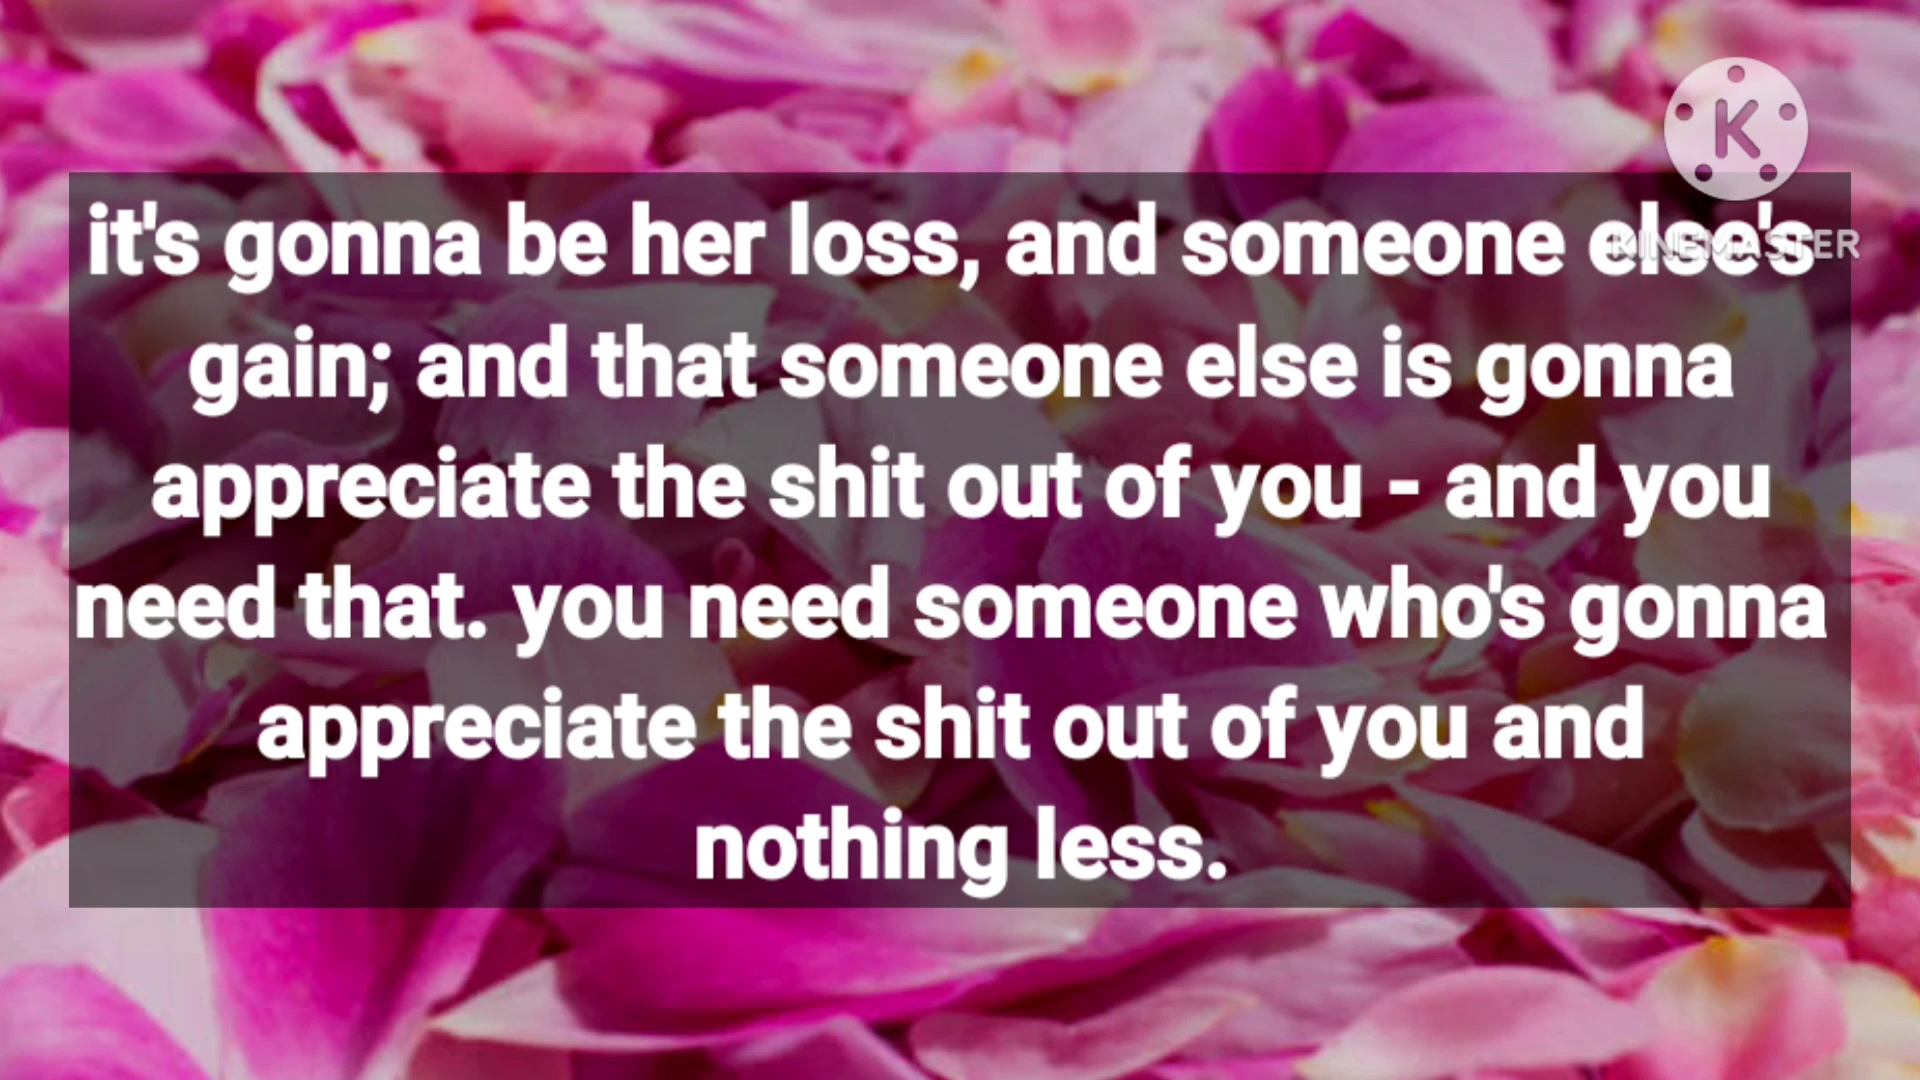 K
KINEMASTER
it's gonna be her loss, and someone else's
gain; and that someone else is gonna
appreciate the shit out of you - and you
need that. you need someone who's gonna
appreciate the shit out of you and
nothing less.